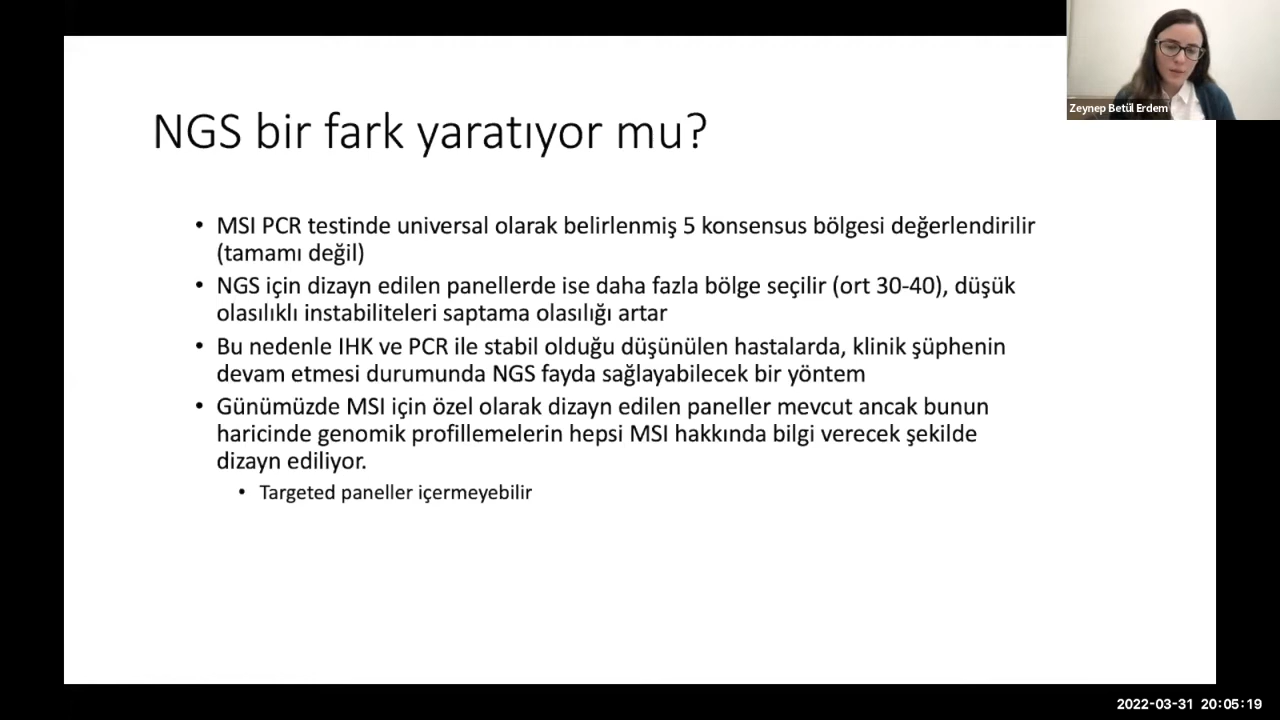 Zeynep Betül Erdem
NGS bir fark yaratıyor mu?
• MSI PCR testinde universal olarak belirlenmiş 5 konsensus bölgesi değerlendirilir
(tamamı değil)
• NGS için dizayn edilen panellerde ise daha fazla bölge seçilir (ort 30-40), düşük
olasılıklı instabiliteleri saptama olasılığı artar
• Bu nedenle IHK ve PCR ile stabil olduğu düşünülen hastalarda, klinik şüphenin
devam etmesi durumunda NGS fayda sağlayabilecek bir yöntem
• Günümüzde MSI için özel olarak dizayn edilen paneller mevcut ancak bunun
haricinde genomik profillemelerin hepsi MSI hakkında bilgi verecek şekilde
dizayn ediliyor.
• Targeted paneller içermeyebilir
2022-03-31 20:05:19